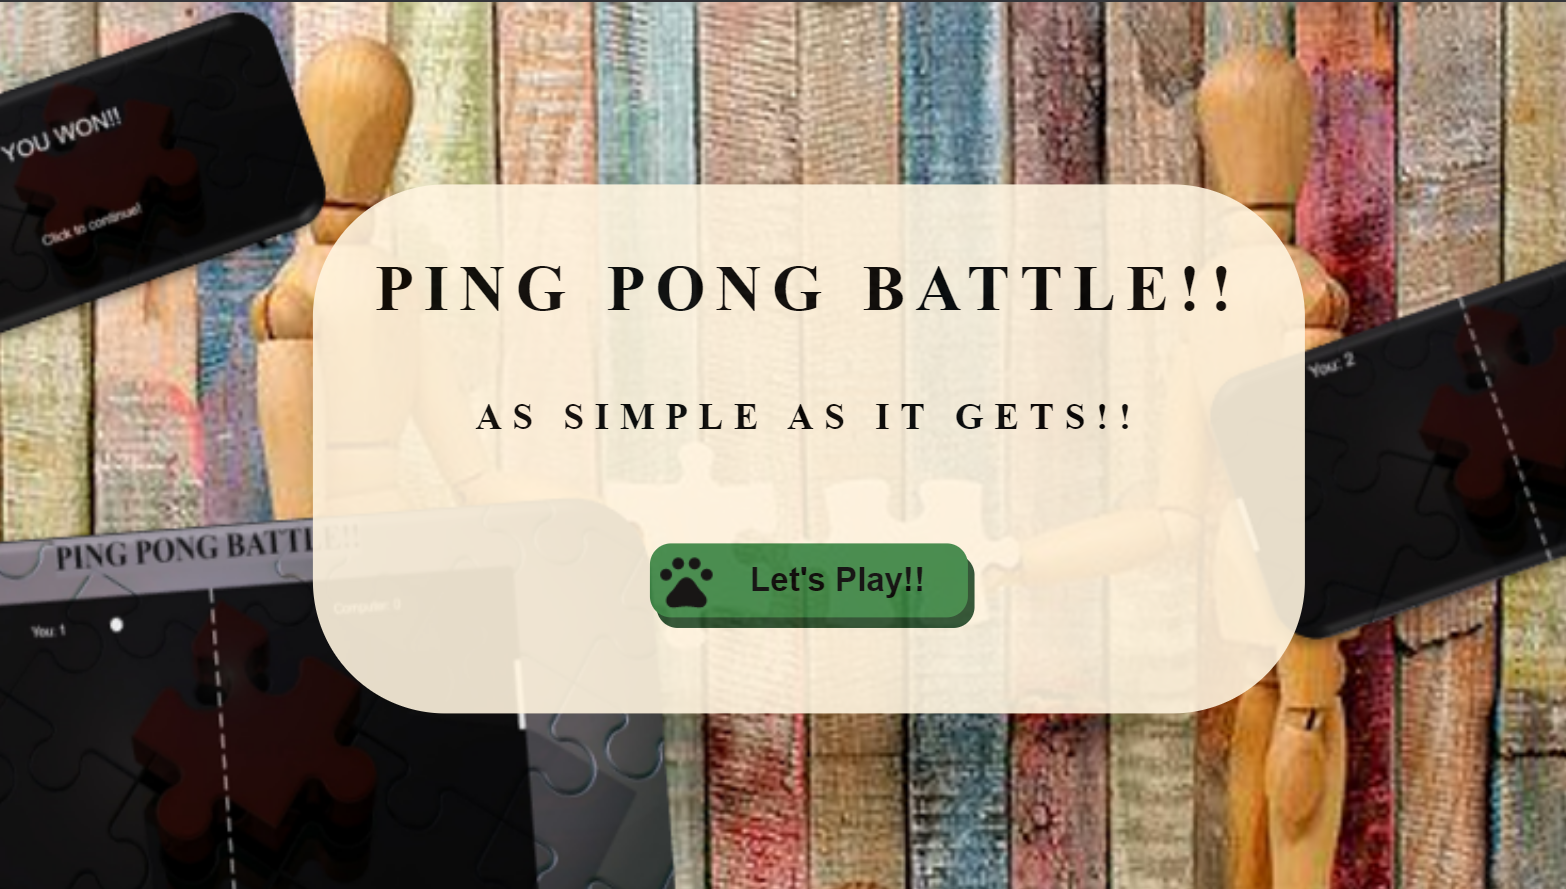 YOU WON!!
Click to continue!
PING PONG BATTLE!!
AS SIMPLE AS IT GETS!!
Let's Play!!
You: 2
PING PONG BATTLE!!
You: 1
Computer: 0